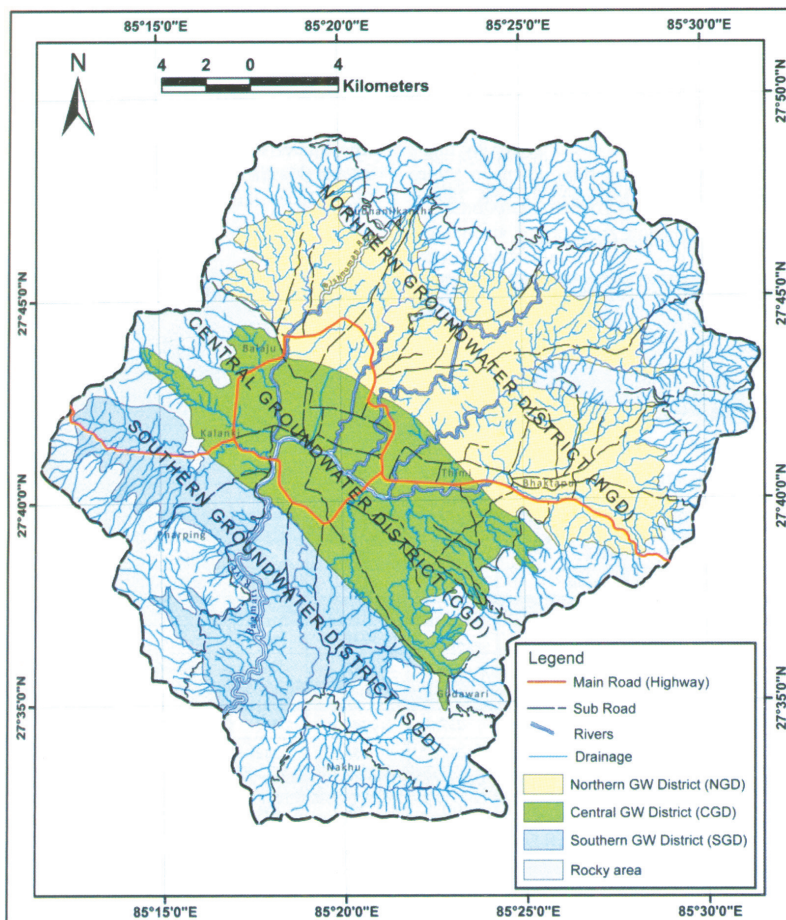 85°15'0"E 85°20'0"E 85°25'0"E 85°30'0"E
N
4 2 0 4
Kilometers
27°50'0"N
27°45'0"N
27°45'0"N
27°40'0"N
27°40'0"N
27°35'0"N
27°35'0"N
NORHTERN GROUNDWATER DISTRICT (NGD)
CENTRAL GROUNDWATER DISTRICT (CGD)
SOUTHERN GROUNDWATER DISTRICT (SGD)
Balaju
Kalanki
Thimi
Bhaktapur
Pharping
Bagmati
Godawari
Nakhu
Legend
Main Road (Highway)
Sub Road
Rivers
Drainage
Northern GW District (NGD)
Central GW District (CGD)
Southern GW District (SGD)
Rocky area
85°15'0"E 85°20'0"E 85°25'0"E 85°30'0"E